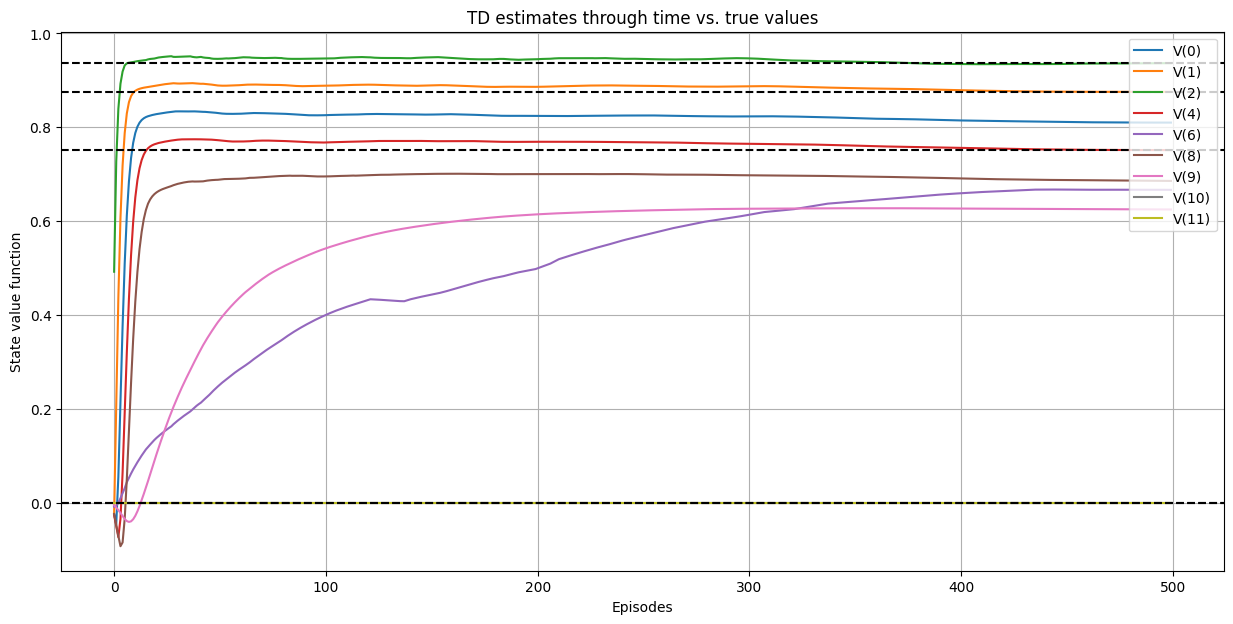 TD estimates through time vs. true values
1.0
0.8
0.6
0.4
0.2
0.0
State value function
0
100
200
300
400
500
Episodes
V(0)
V(1)
V(2)
V(4)
V(6)
V(8)
V(9)
V(10)
V(11)